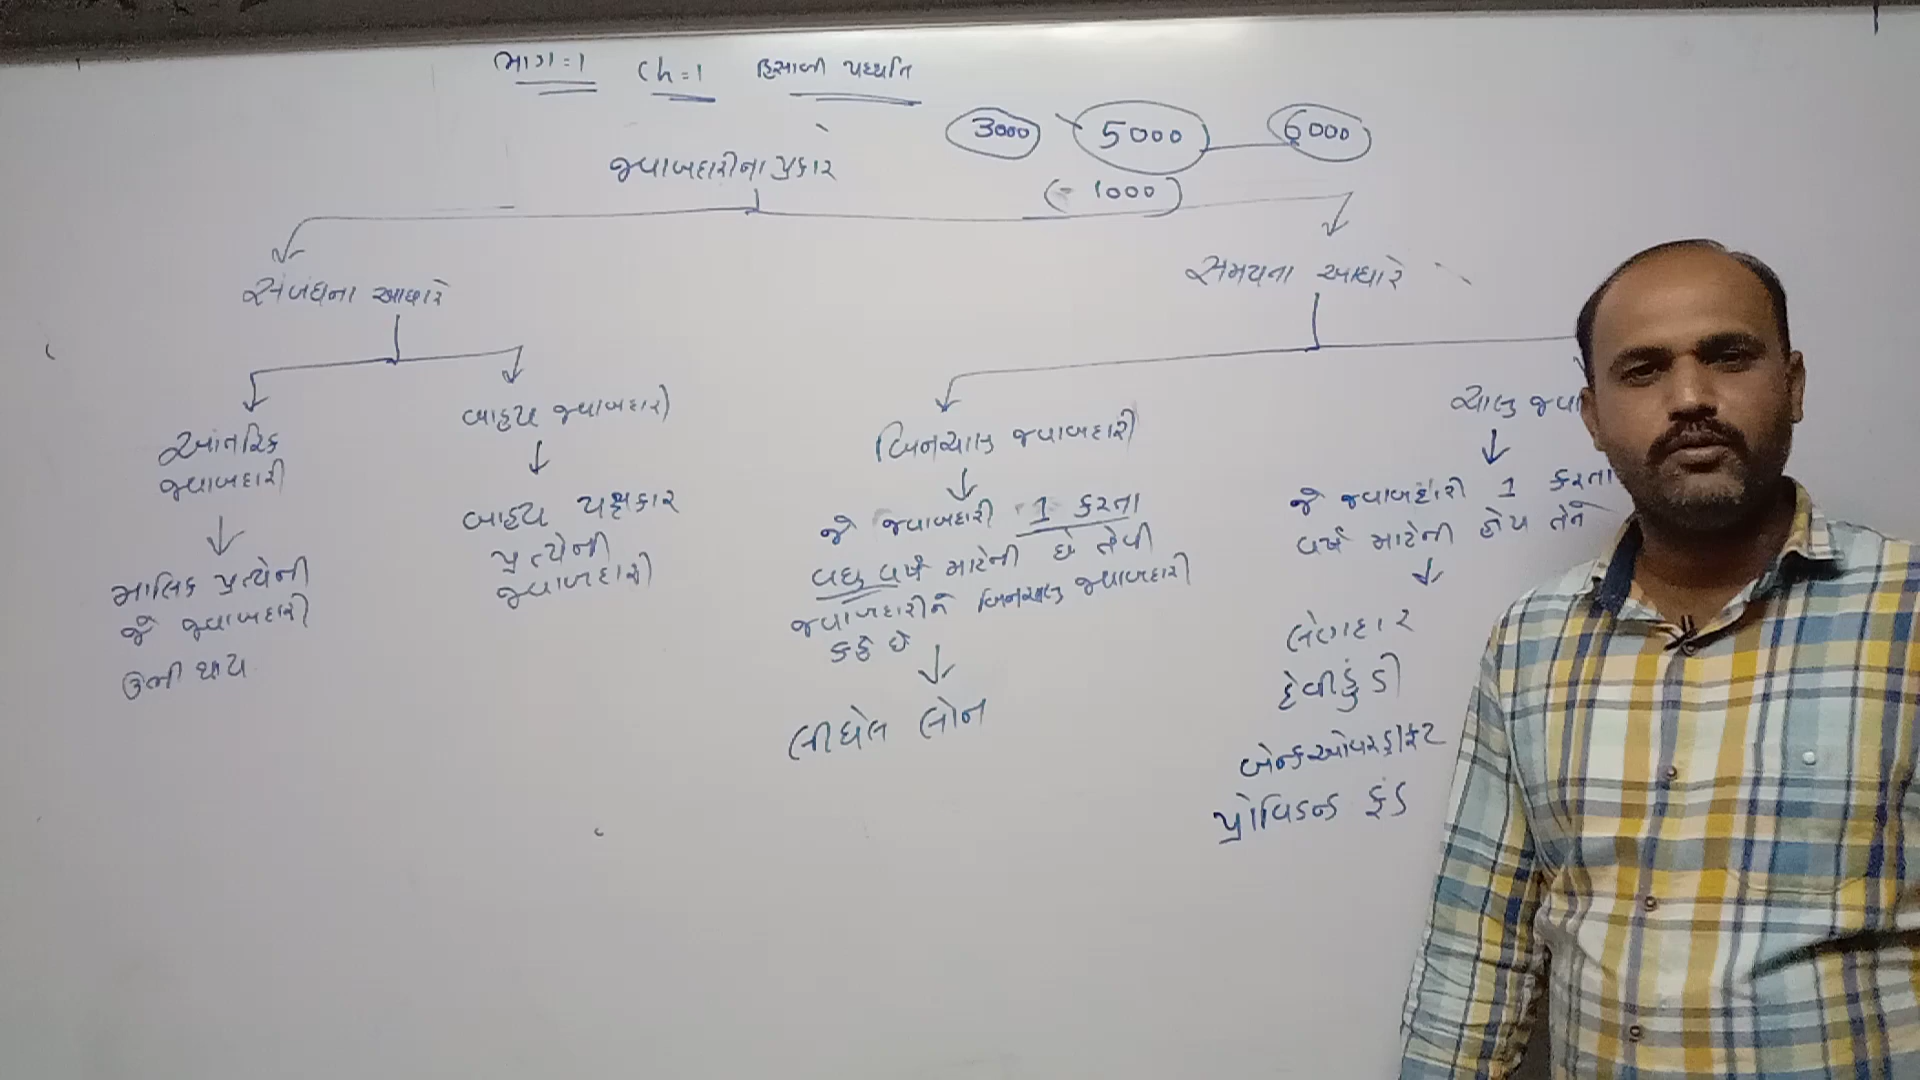 ભાગ:1 Ch=1 હિસાબી પધ્ધતિ
3000 5000 6000
(-1000)
જવાબદારીના પ્રકાર
સંબંધના આધારે
સમયના આધારે
આંતરિક
જવાબદારી
માલિક પ્રત્યેની
જે જવાબદારી
ઉભી થાય
બાહ્ય જવાબદારી
બાહ્ય પક્ષકાર
પ્રત્યેની
જવાબદારી
બિનચાલુ જવાબદારી
જે જવાબદારી 1 કરતા
વધુ વર્ષ માટેની છે તેવી
જવાબદારીને બિનચાલુ જવાબદારી
કહે છે
લીધેલ લોન
ચાલુ જવા
જે જવાબદારી 1 કરતા
વર્ષ માટેની હોય તેને
લેણદાર
દેવીહુંડી
બેન્કઓવરડ્રાફ્ટ
પ્રોવિડન્ડ ફંડ